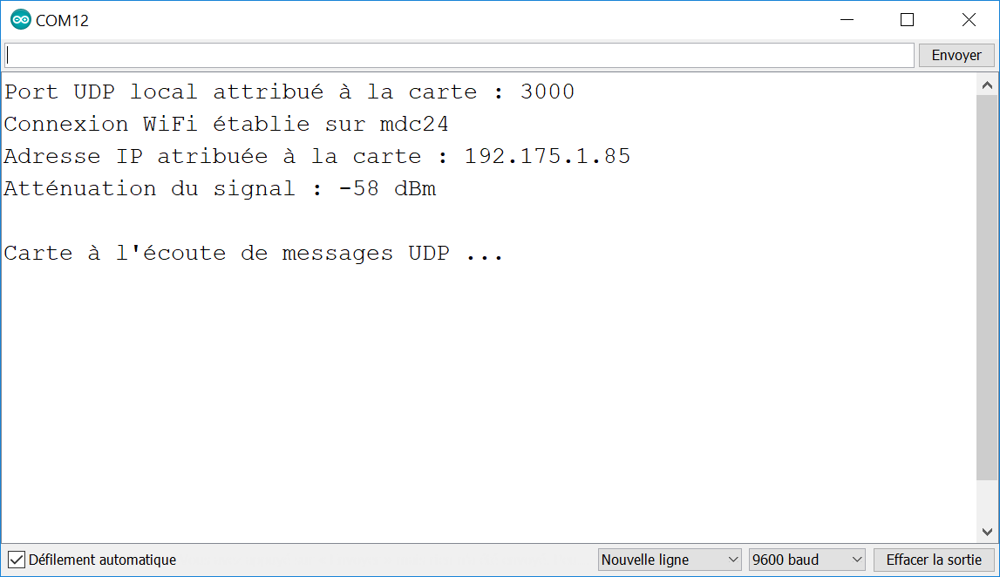 COM12
Envoyer
Port UDP local attribué à la carte : 3000
Connexion WiFi établie sur mdc24
Adresse IP atribuée à la carte : 192.175.1.85
Atténuation du signal : -58 dBm
Carte à l'écoute de messages UDP ...
Défilement automatique
Nouvelle ligne
9600 baud
Effacer la sortie